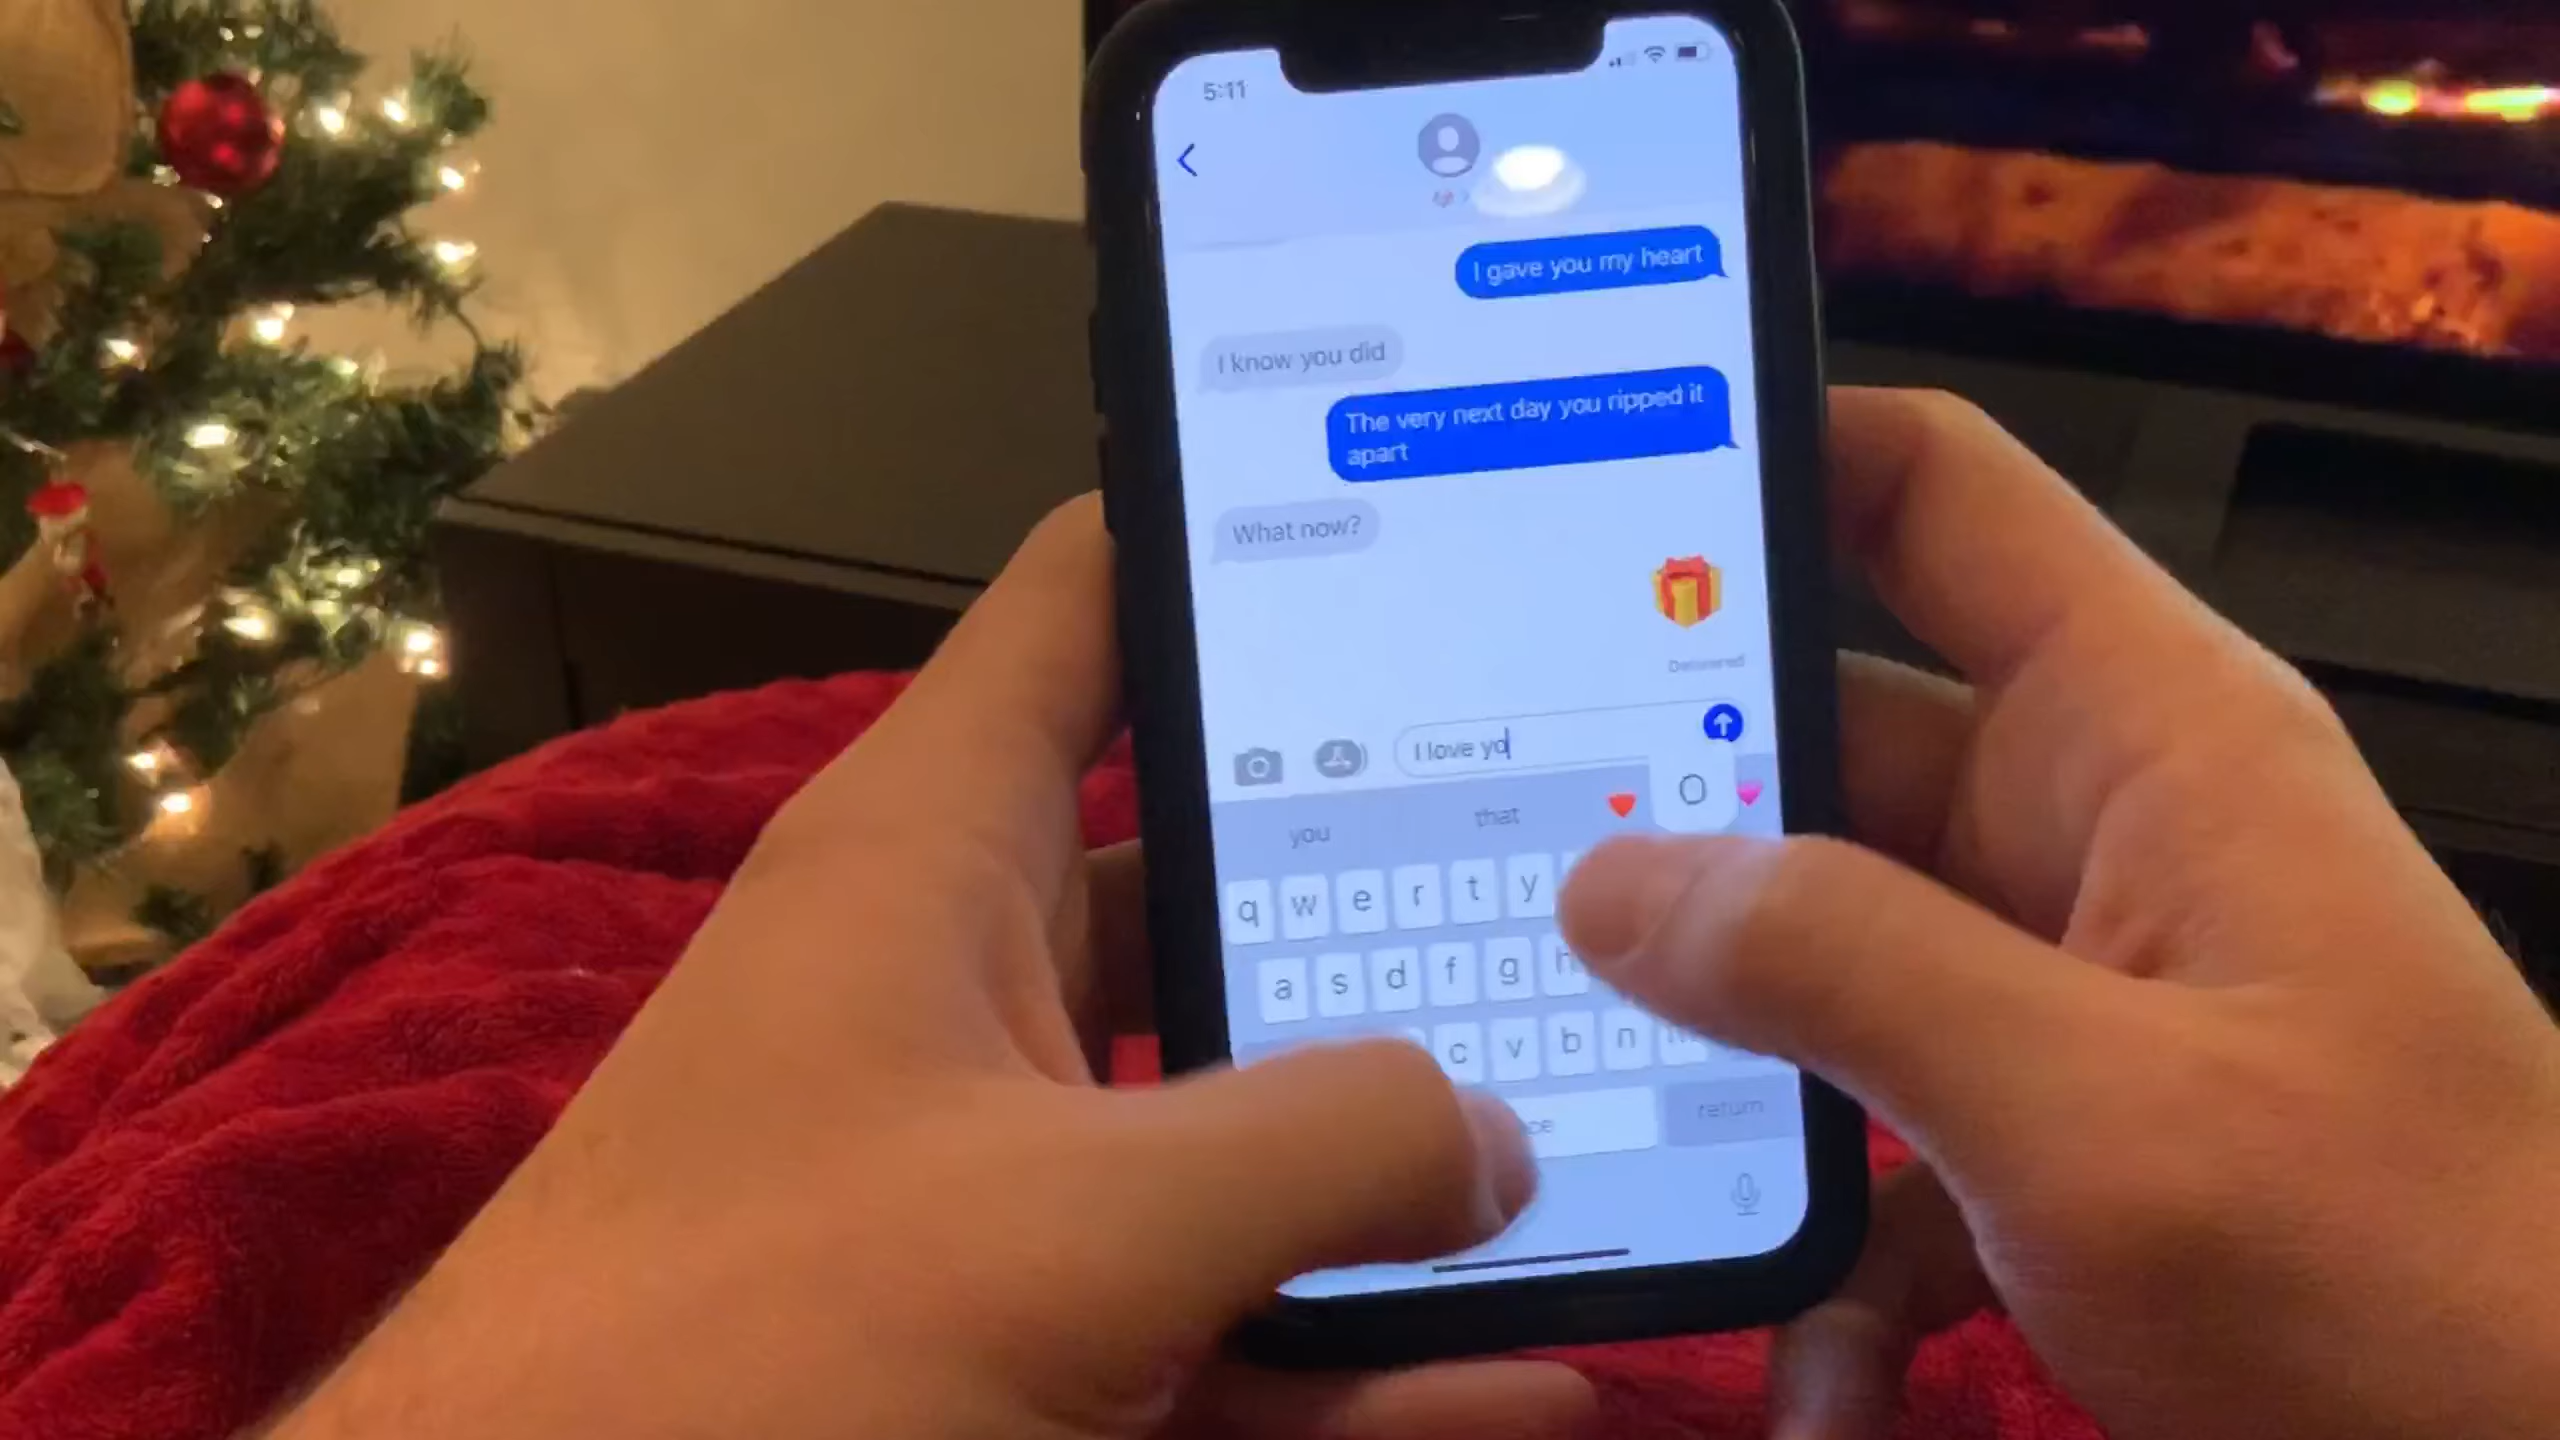 5:11
I gave you my heart
I know you did
The very next day you ripped it
apart
What now?
Delivered
I love yo
O
you that
q w e r t y
a s d f g h
c v b n
return